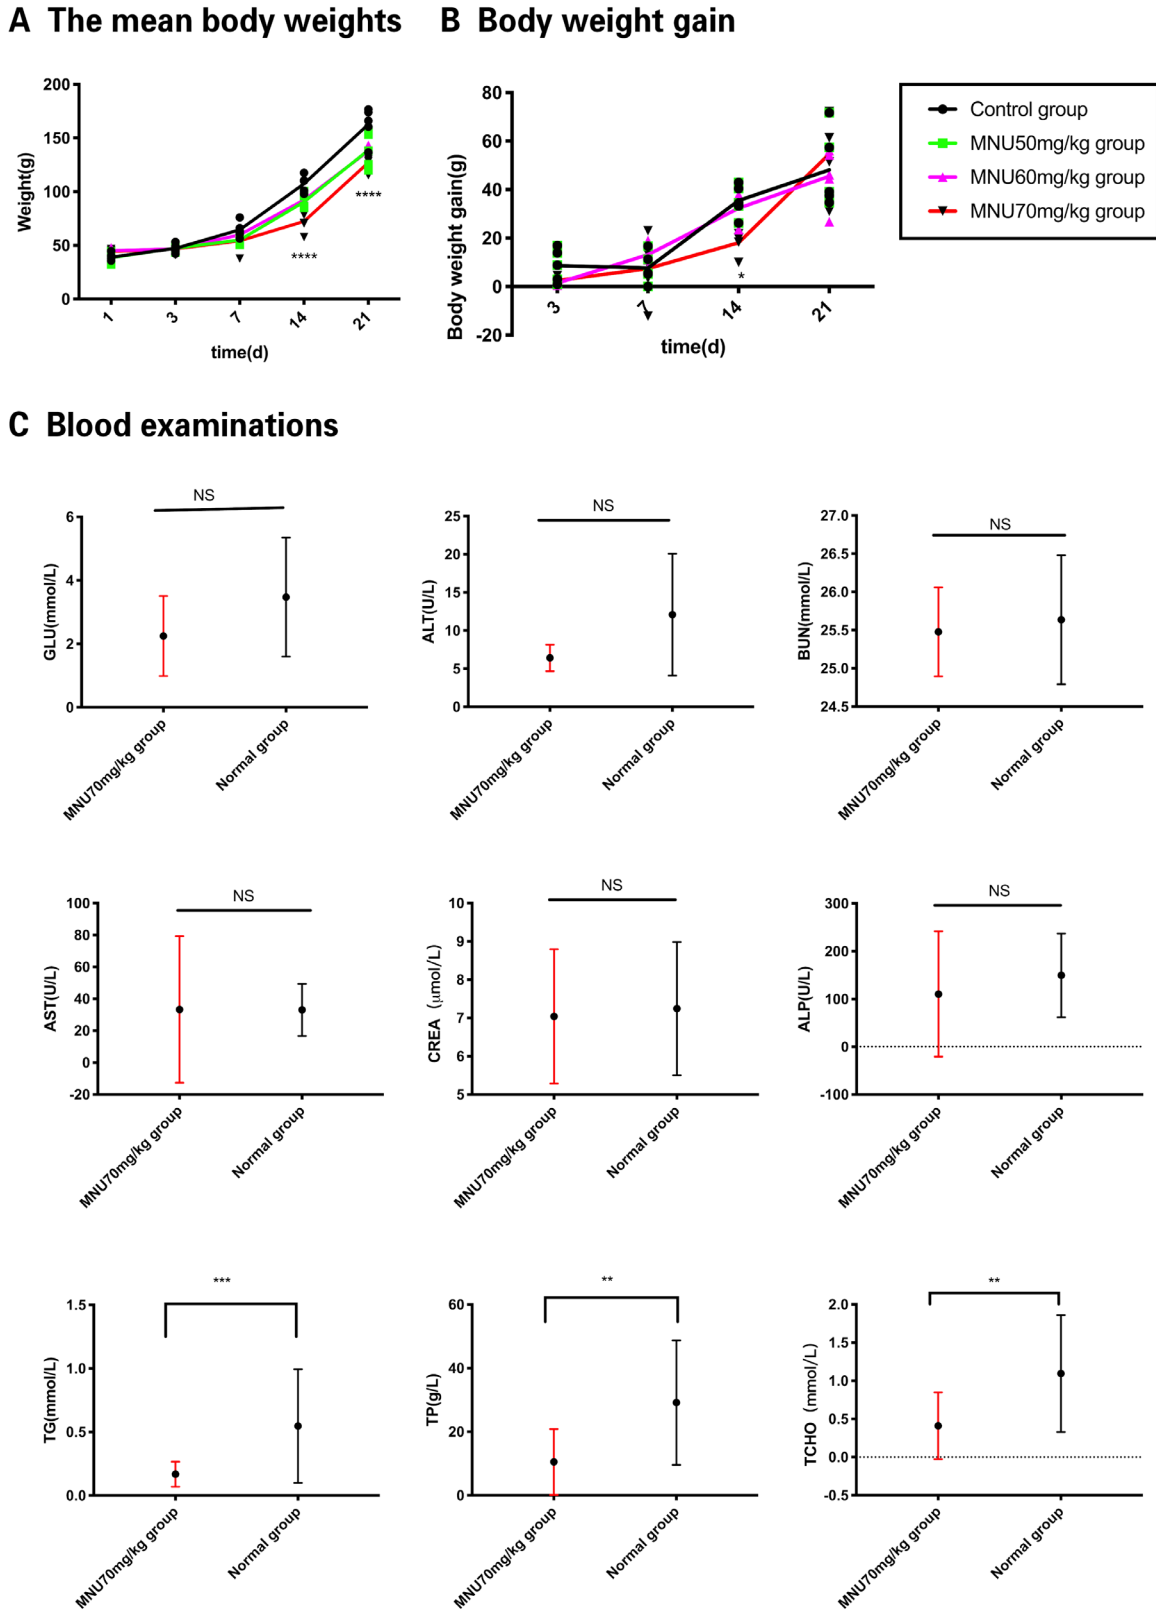 A The mean body weights
B Body weight gain
200
150
100
50
0
Weight(g)
1
3
7
14
21
time(d)
****
****
80
60
40
20
0
-20
Body weight gain(g)
3
7
14
21
time(d)
*
Control group
MNU50mg/kg group
MNU60mg/kg group
MNU70mg/kg group
C Blood examinations
NS
6
4
2
0
GLU(mmol/L)
MNU70mg/kg group
Normal group
NS
25
20
15
10
5
0
ALT(U/L)
MNU70mg/kg group
Normal group
NS
27.0
26.5
26.0
25.5
25.0
24.5
BUN(mmol/L)
MNU70mg/kg group
Normal group
NS
100
80
60
40
20
0
-20
AST(U/L)
MNU70mg/kg group
Normal group
NS
10
9
8
7
6
5
CREA (μmol/L)
MNU70mg/kg group
Normal group
NS
300
200
100
0
-100
ALP(U/L)
MNU70mg/kg group
Normal group
***
1.5
1.0
0.5
0.0
TG(mmol/L)
MNU70mg/kg group
Normal group
**
60
40
20
0
TP(g/L)
MNU70mg/kg group
Normal group
**
2.0
1.5
1.0
0.5
0.0
-0.5
TCHO (mmol/L)
MNU70mg/kg group
Normal group